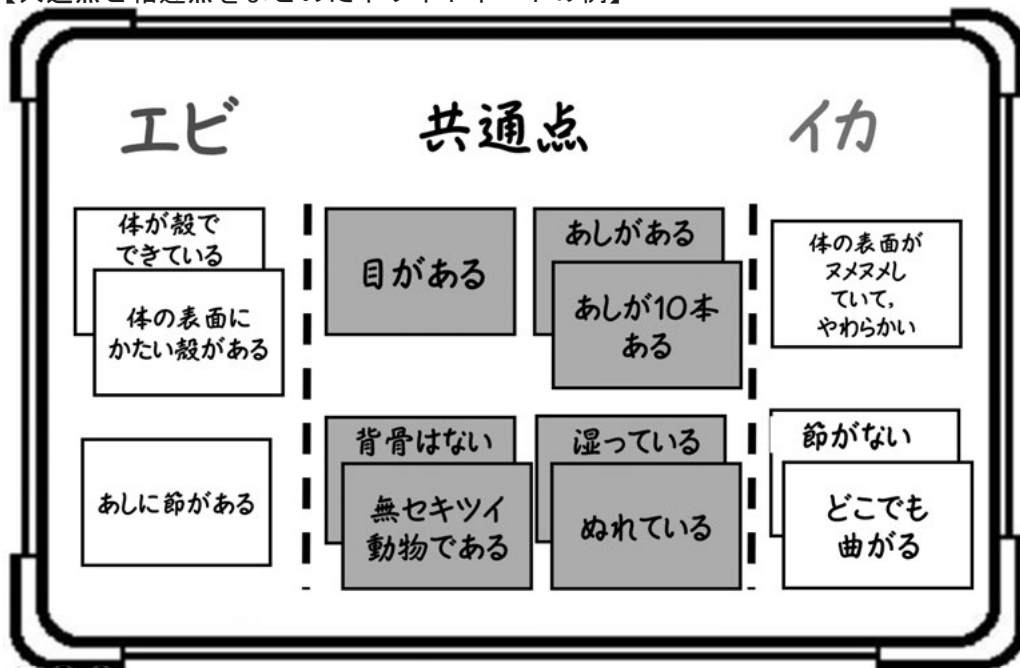 エビ
共通点
イカ
体が殻で
できている
体の表面に
かたい殻がある
あしに節がある
目がある
あしがある
あしが10本
ある
背骨はない
無セキツイ
動物である
湿っている
ぬれている
体の表面が
ヌメヌメし
ていて,
やわらかい
節がない
どこでも
曲がる